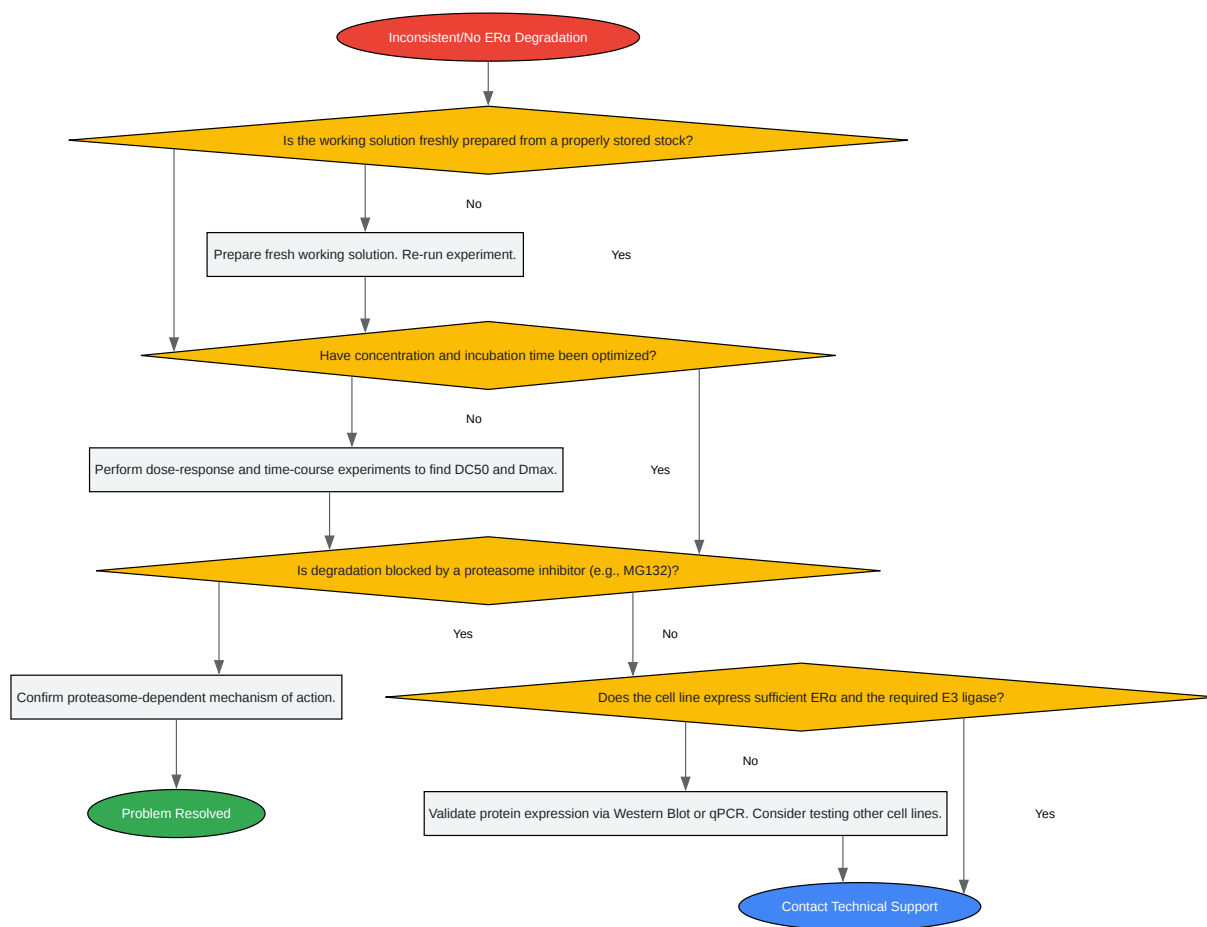 Inconsistent/No ERα Degradation
Is the working solution freshly prepared from a properly stored stock?
No
Prepare fresh working solution. Re-run experiment.
Yes
Have concentration and incubation time been optimized?
No
Perform dose-response and time-course experiments to find DC50 and Dmax.
Yes
Is degradation blocked by a proteasome inhibitor (e.g., MG132)?
Yes
No
Confirm proteasome-dependent mechanism of action.
Does the cell line express sufficient ERα and the required E3 ligase?
No
Problem Resolved
Validate protein expression via Western Blot or qPCR. Consider testing other cell lines.
Yes
Contact Technical Support